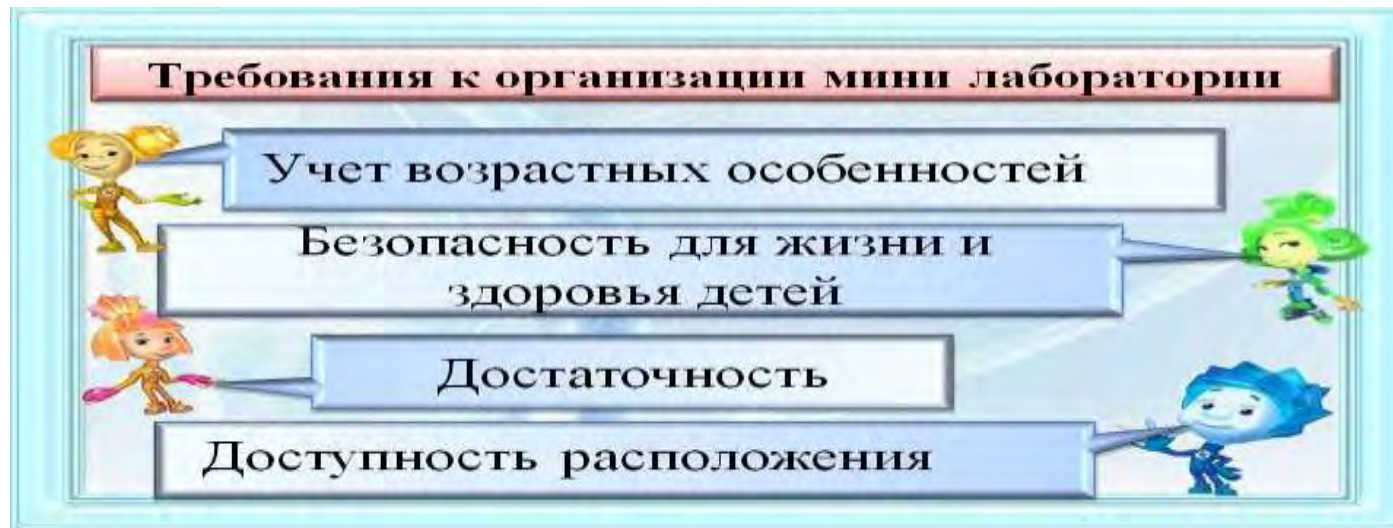 Требования к организации мини лаборатории
Учет возрастных особенностей
Безопасность для жизни и
здоровья детей
Достаточность
Доступность расположения